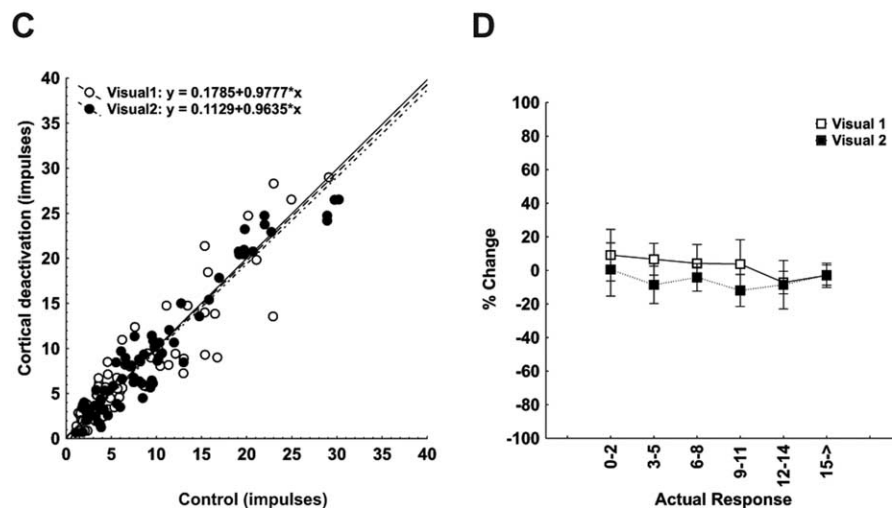 C
D
Visual1: y = 0.1785+0.9777*x
Visual2: y = 0.1129+0.9635*x
40
35
30
25
20
15
10
5
0
0 5 10 15 20 25 30 35 40
Cortical deactivation (impulses)
Control (impulses)
Visual 1
Visual 2
100
80
60
40
20
0
-20
-40
-60
-80
-100
% Change
0-2
3-5
6-8
9-11
12-14
15->
Actual Response